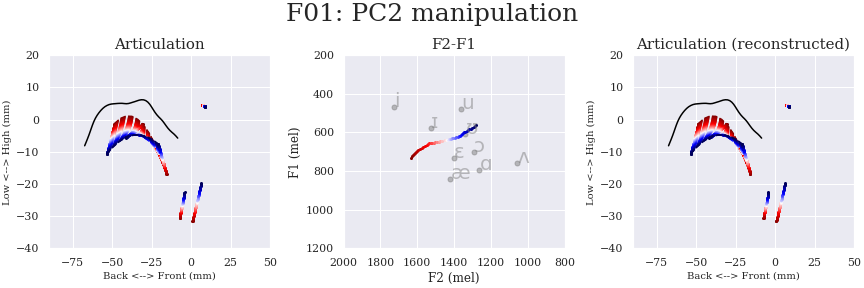 F01: PC2 manipulation
Articulation
F2-F1
Articulation (reconstructed)
20
10
0
−10
−20
−30
−40
Low <--> High (mm)
−75
−50
−25
0
25
50
Back <--> Front (mm)
200
400
600
800
1000
1200
F1 (mel)
j
u
ɪ
ʊ
ɛ
ɔ
ɑ
ʌ
æ
2000
1800
1600
1400
1200
1000
800
F2 (mel)
20
10
0
−10
−20
−30
−40
Low <--> High (mm)
−75
−50
−25
0
25
50
Back <--> Front (mm)